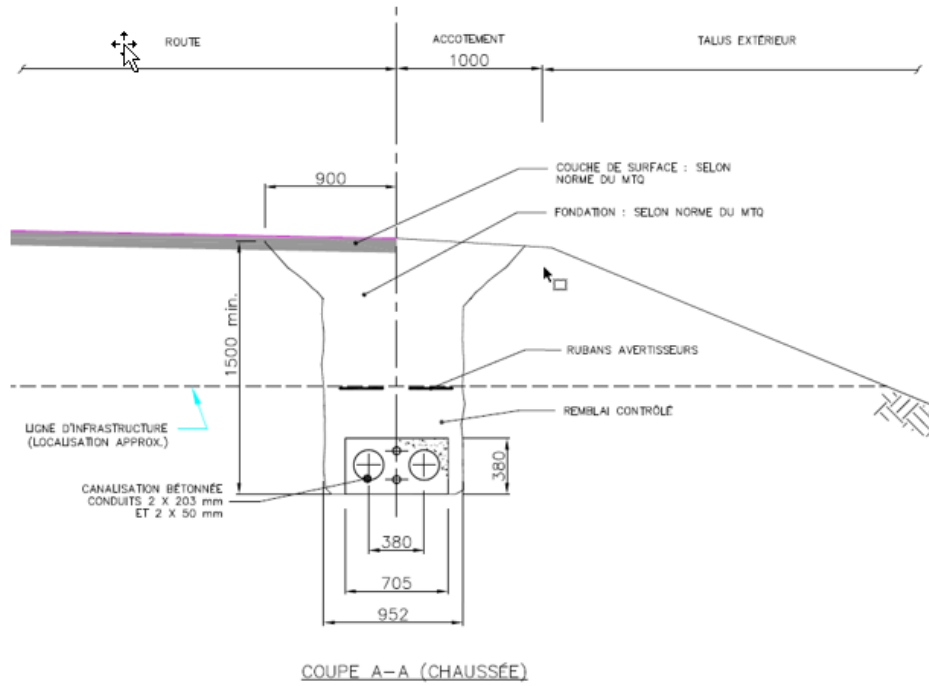 ROUTE
ACCOTEMENT
TALUS EXTÉRIEUR
1000
900
COUCHE DE SURFACE : SELON
NORME DU MTQ
FONDATION : SELON NORME DU MTQ
1500 min.
RUBANS AVERTISSEURS
REMBLAI CONTRÔLÉ
LIGNE D'INFRASTRUCTURE
(LOCALISATION APPROX.)
CANALISATION BÉTONNÉE
CONDUITS 2 X 203 mm
ET 2 X 50 mm
380
380
705
952
COUPE A-A (CHAUSSÉE)